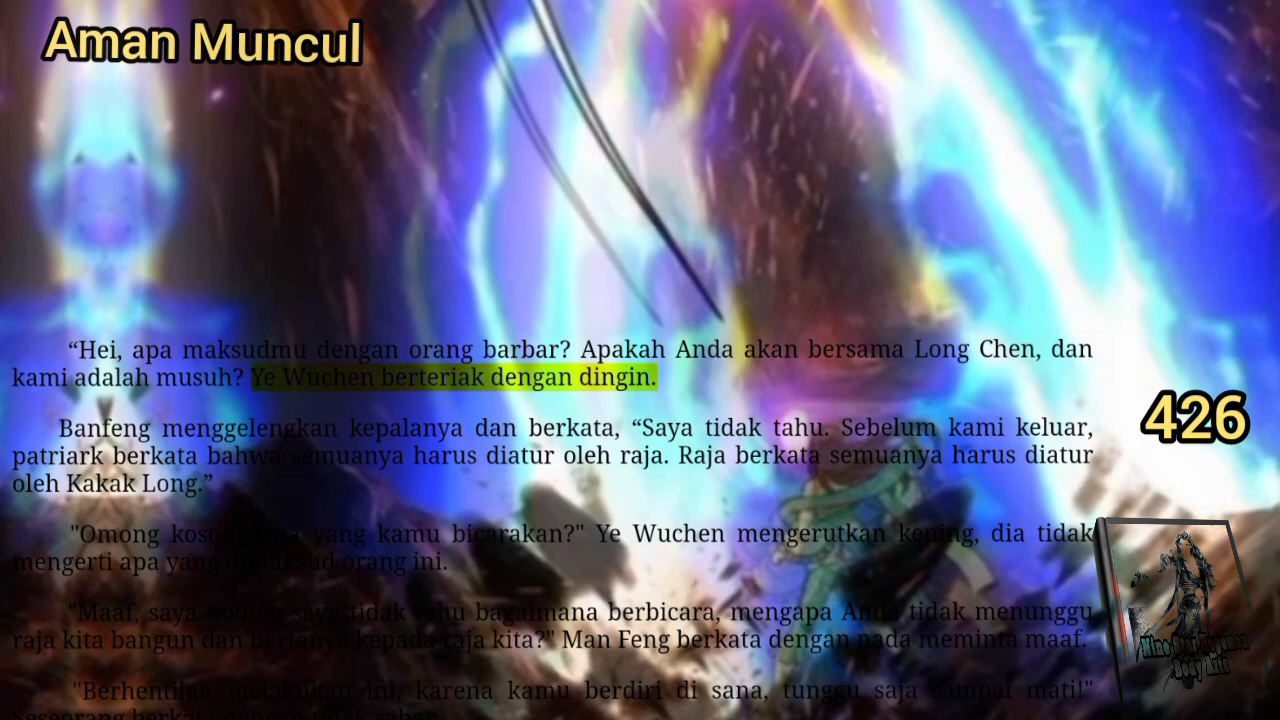 Aman Muncul
“Hei, apa maksudmu dengan orang barbar? Apakah Anda akan bersama Long Chen, dan
kami adalah musuh? Ye Wuchen berteriak dengan dingin.
426
Banfeng menggelengkan kepalanya dan berkata, “Saya tidak tahu. Sebelum kami keluar,
patriark berkata bahwa semuanya harus diatur oleh raja. Raja berkata semuanya harus diatur
oleh Kakak Long.”
"Omong kosong apa yang kamu bicarakan?" Ye Wuchen mengerutkan kening, dia tidak
mengerti apa yang dimaksud orang ini.
"Maaf, saya bodoh, saya tidak tahu bagaimana berbicara, mengapa Anda tidak menunggu
raja kita bangun dan bertanya kepada raja kita?" Man Feng berkata dengan nada meminta maaf.
"Berhentilah melakukan ini, karena kamu berdiri di sana, tunggu saja sampai mati!"
seseorang berkata dengan
Body Arts